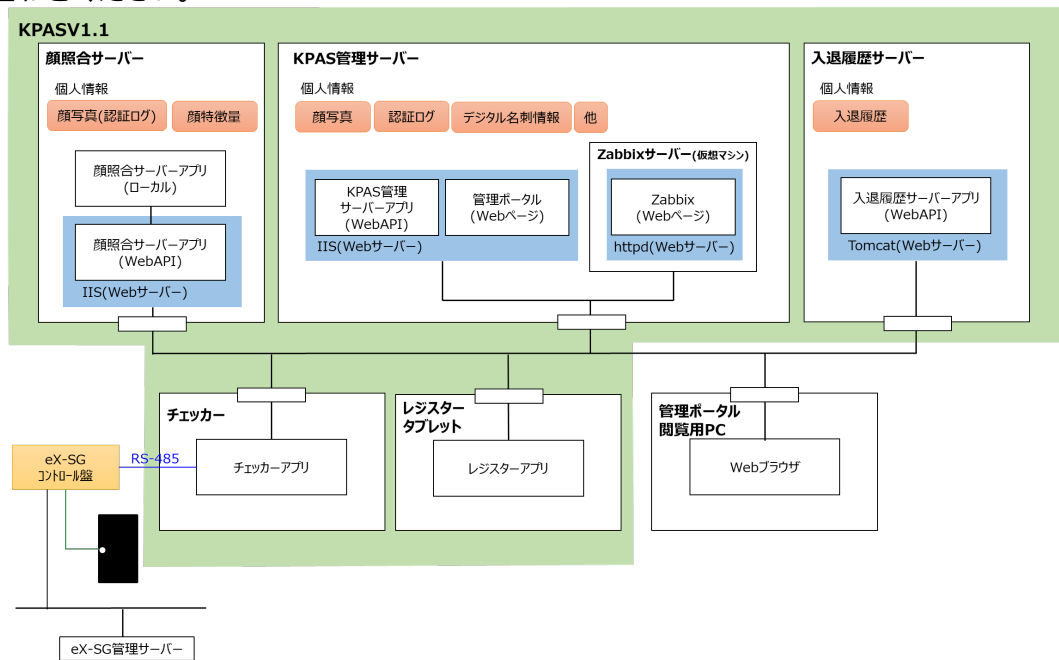 KPASV1.1
顔照合サーバー
個人情報
顔写真(認証ログ)
顔特徴量
顔照合サーバーアプリ
(ローカル)
顔照合サーバーアプリ
(WebAPI)
IIS(Webサーバー)
KPAS管理サーバー
個人情報
顔写真
認証ログ
デジタル名刺情報
他
KPAS管理
サーバーアプリ
(WebAPI)
管理ポータル
(Webページ)
IIS(Webサーバー)
Zabbixサーバー(仮想マシン)
Zabbix
(Webページ)
httpd(Webサーバー)
入退履歴サーバー
個人情報
入退履歴
入退履歴サーバーアプリ
(WebAPI)
Tomcat(Webサーバー)
チェッカー
チェッカーアプリ
レジスター
タブレット
レジスターアプリ
管理ポータル
閲覧用PC
Webブラウザ
eX-SG
コントロール盤
RS-485
eX-SG管理サーバー